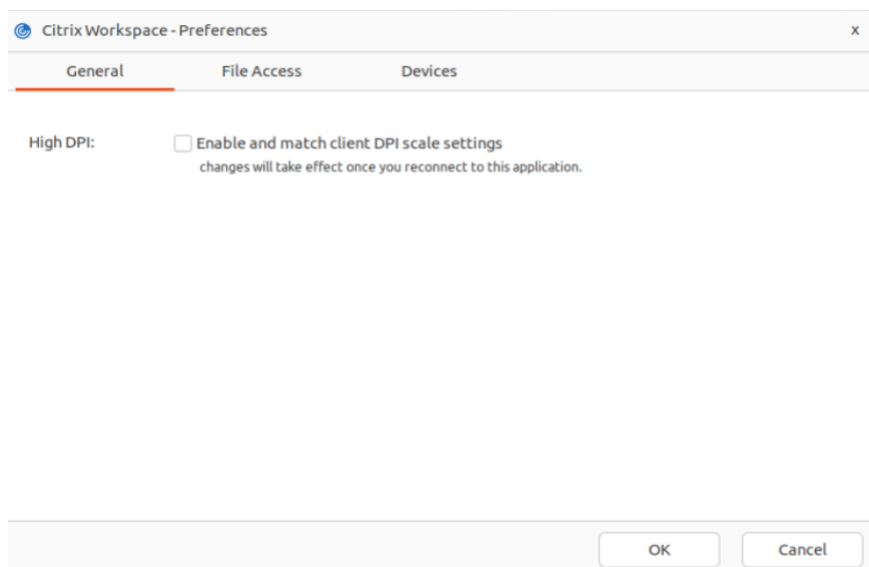 Citrix Workspace - Preferences x
General File Access Devices
High DPI: Enable and match client DPI scale settings
changes will take effect once you reconnect to this application.
OK Cancel